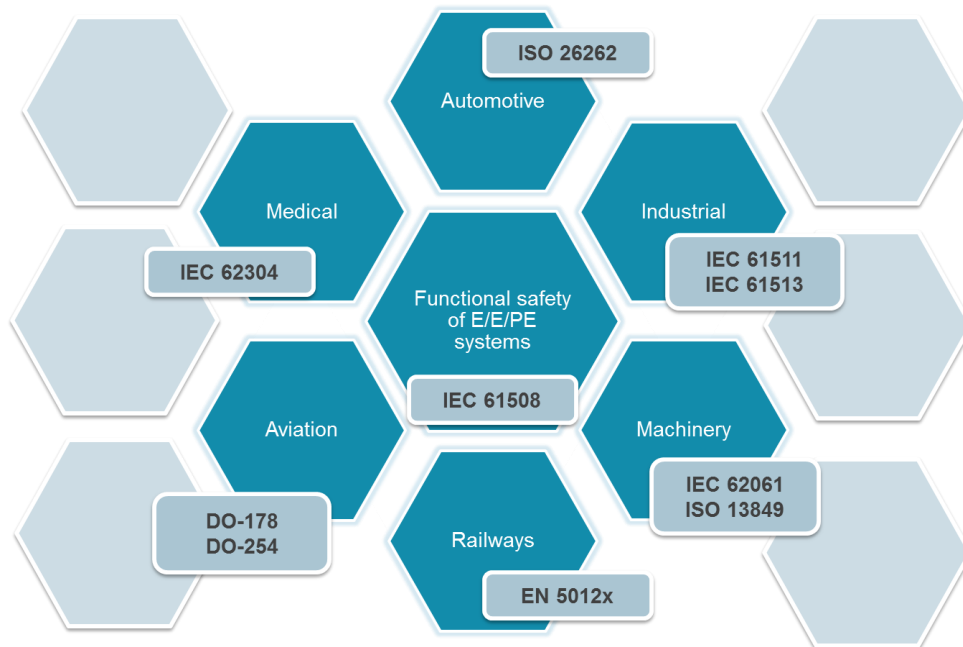 ISO 26262
Automotive
Medical
IEC 62304
Industrial
IEC 61511
IEC 61513
Functional safety
of E/E/PE
systems
IEC 61508
Aviation
DO-178
DO-254
Machinery
IEC 62061
ISO 13849
Railways
EN 5012x